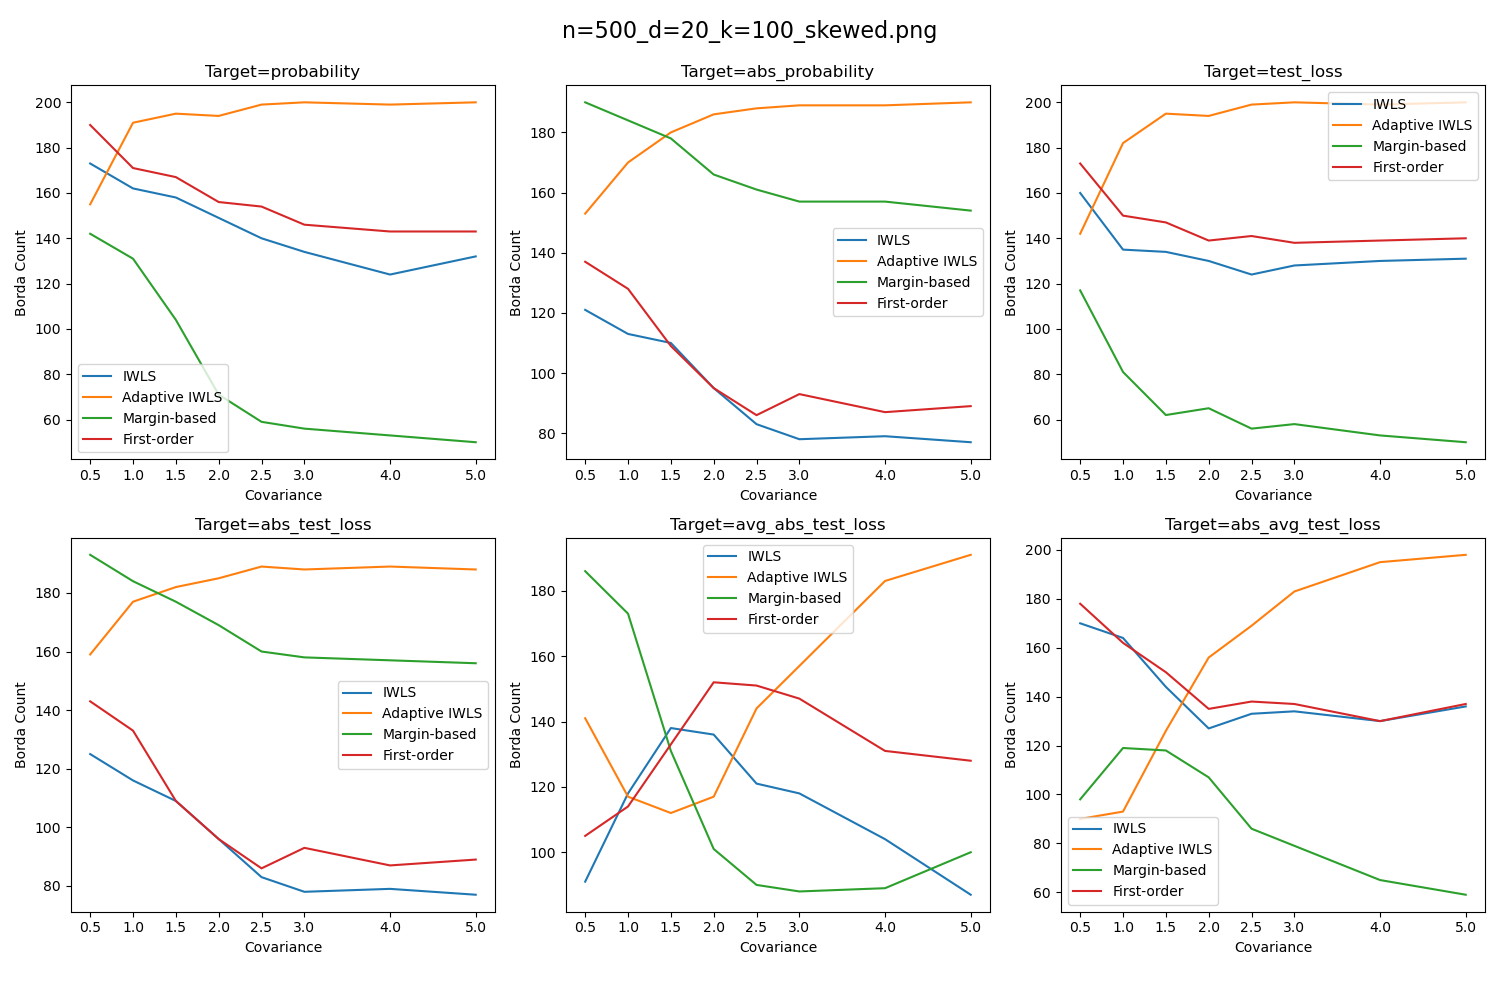 n=500_d=20_k=100_skewed.png
Target=probability
200
180
160
140
120
100
80
60
Borda Count
IWLS
Adaptive IWLS
Margin-based
First-order
0.5 1.0 1.5 2.0 2.5 3.0 4.0 5.0
Covariance
Target=abs_probability
180
160
140
120
100
80
Borda Count
IWLS
Adaptive IWLS
Margin-based
First-order
0.5 1.0 1.5 2.0 2.5 3.0 4.0 5.0
Covariance
Target=test_loss
200
180
160
140
120
100
80
60
Borda Count
IWLS
Adaptive IWLS
Margin-based
First-order
0.5 1.0 1.5 2.0 2.5 3.0 4.0 5.0
Covariance
Target=abs_test_loss
180
160
140
120
100
80
Borda Count
IWLS
Adaptive IWLS
Margin-based
First-order
0.5 1.0 1.5 2.0 2.5 3.0 4.0 5.0
Covariance
Target=avg_abs_test_loss
180
160
140
120
100
Borda Count
IWLS
Adaptive IWLS
Margin-based
First-order
0.5 1.0 1.5 2.0 2.5 3.0 4.0 5.0
Covariance
Target=abs_avg_test_loss
200
180
160
140
120
100
80
60
Borda Count
IWLS
Adaptive IWLS
Margin-based
First-order
0.5 1.0 1.5 2.0 2.5 3.0 4.0 5.0
Covariance